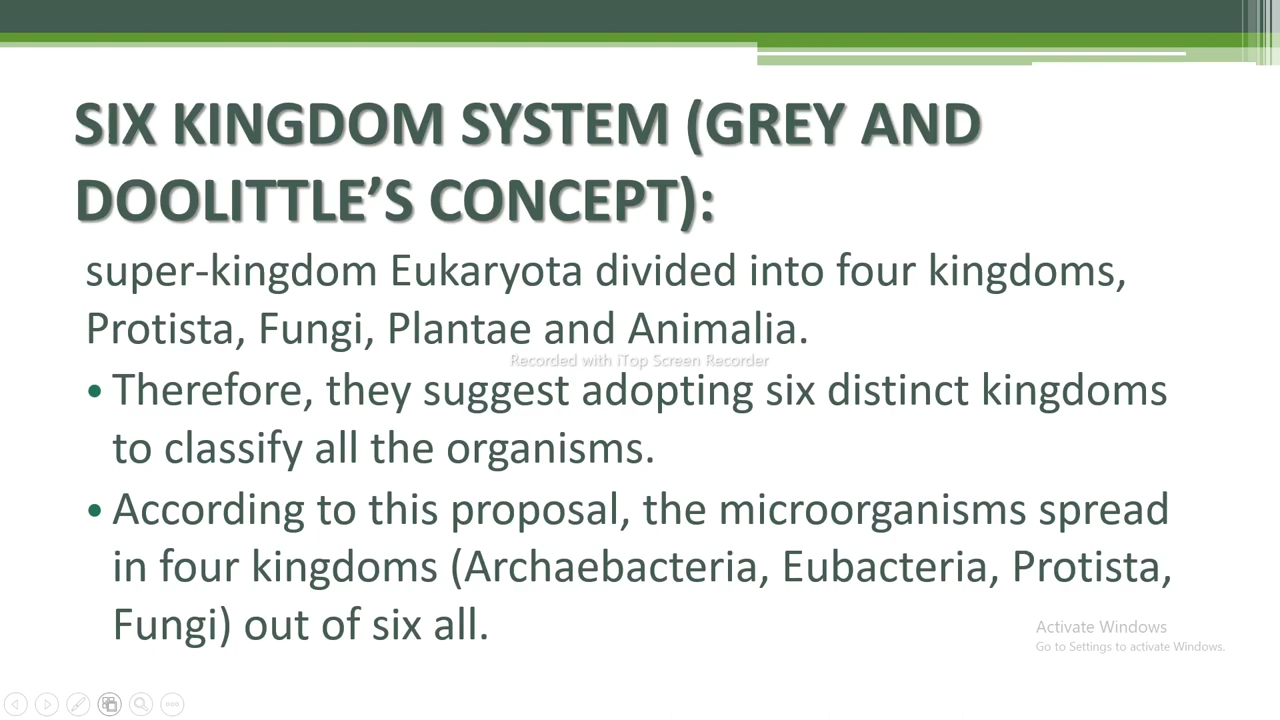 SIX KINGDOM SYSTEM (GREY AND
DOOLITTLE’S CONCEPT):
super-kingdom Eukaryota divided into four kingdoms,
Protista, Fungi, Plantae and Animalia.
Recorded with iTop Screen Recorder
• Therefore, they suggest adopting six distinct kingdoms
to classify all the organisms.
• According to this proposal, the microorganisms spread
in four kingdoms (Archaebacteria, Eubacteria, Protista,
Fungi) out of six all.
Activate Windows
Go to Settings to activate Windows.